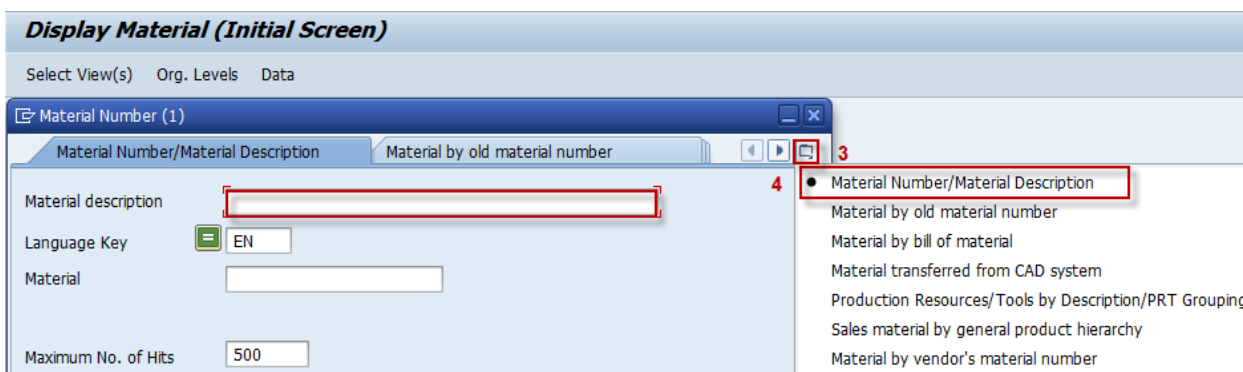 Display Material (Initial Screen)
Select View(s) Org. Levels Data
Material Number (1)
Material Number/Material Description Material by old material number 3
4 Material Number/Material Description
Material description
Material by old material number
Language Key = EN
Material by bill of material
Material
Material transferred from CAD system
Production Resources/Tools by Description/PRT Grouping
Sales material by general product hierarchy
Maximum No. of Hits 500
Material by vendor's material number